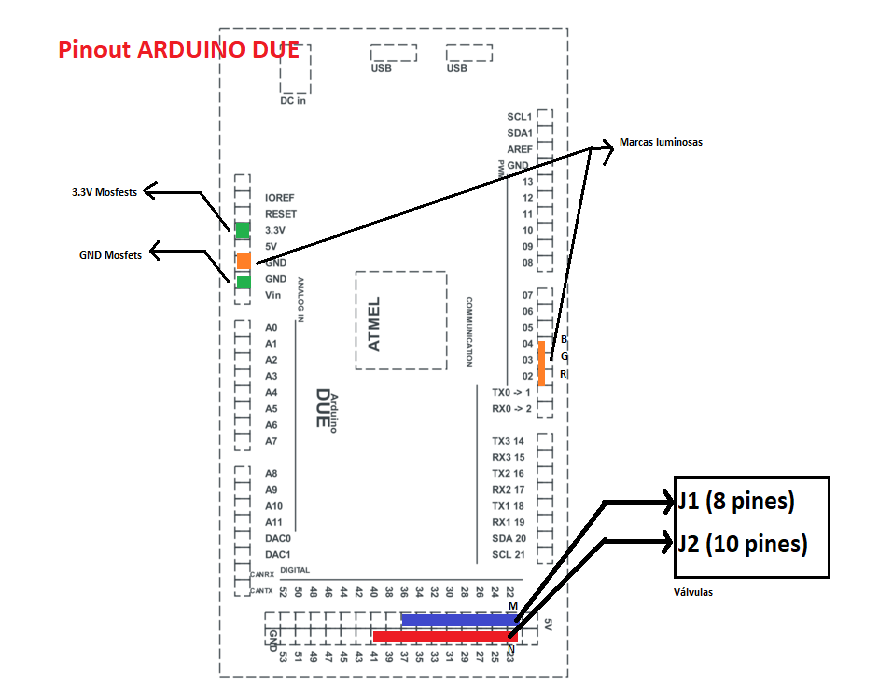 Pinout ARDUINO DUE
USB
USB
DC in
SCL1
SDA1
AREF
GND
PWM
13
12
11
10
09
08
Marcas luminosas
3.3V Mosfests
GND Mosfets
IOREF
RESET
3.3V
5V
GND
GND
Vin
ANALOG IN
ATMEL
COMMUNICATION
07
06
05
04
03
02
B
G
R
TX0 -> 1
RX0 -> 2
A0
A1
A2
A3
A4
A5
A6
A7
Arduino
DUE
TX3 14
RX3 15
TX2 16
RX2 17
TX1 18
RX1 19
SDA 20
SCL 21
A8
A9
A10
A11
DAC0
DAC1
CANRX
CANTX
DIGITAL
52 50 48 46 44 42 40 38 36 34 32 30 28 26 24 22
M
5V
GND
53 51 49 47 45 43 41 39 37 35 33 31 29 27 25 23
N
J1 (8 pines)
J2 (10 pines)
Válvulas